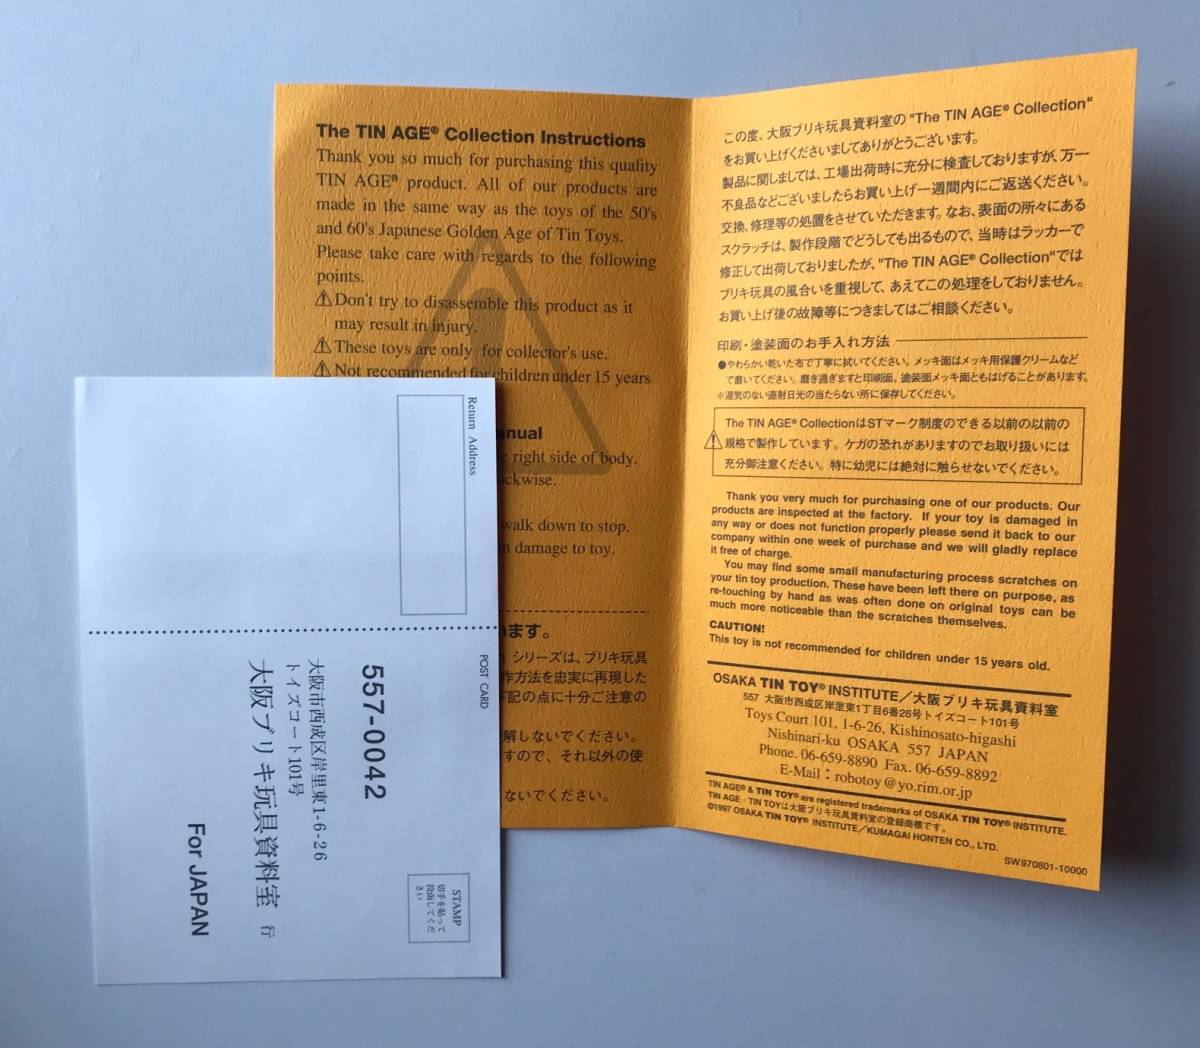 The TIN AGE® Collection Instructions
Thank you so much for purchasing this quality
TIN AGE® product. All of our products are
made in the same way as the toys of the 50's
and 60's Japanese Golden Age of Tin Toys.
Please take care with regards to the following
points.
⚠Don't try to disassemble this product as it
may result in injury.
⚠These toys are only for collector's use.
⚠Not recommended for children under 15 years
anual
right side of body.
ckwise.
walk down to stop.
n damage to toy.
ます。
シリーズは、ブリキ玩具
作方法を忠実に再現した
下記の点に十分ご注意の
解しないでください。
すので、それ以外の使
ないでください。
この度、大阪ブリキ玩具資料室の "The TIN AGE® Collection"
をお買い上げくださいましてありがとうございます。
製品に関しましては、工場出荷時に充分に検査しておりますが、万一
不良品などございましたらお買い上げ一週間内にご返送ください。
交換、修理等の処置をさせていただきます。なお、表面の所々にある
スクラッチは、製作段階でどうしても出るもので、当時はラッカーで
修正して出荷しておりましたが、"The TIN AGE® Collection"では
ブリキ玩具の風合いを重視して、あえてこの処理をしておりません。
お買い上げ後の故障等につきましてはご相談ください。
印刷・塗装面のお手入れ方法
●やわらかい乾いた布で丁寧に拭いてください。メッキ面はメッキ用保護クリームなど
で磨いてください。磨き過ぎますと印刷面、塗装面メッキ面ともはげることがあります。
※湿気のない直射日光の当たらない所に保存してください。
The TIN AGE® CollectionはSTマーク制度のできる以前の以前の
⚠規格で製作しています。ケガの恐れがありますのでお取り扱いには
充分御注意ください。特に幼児には絶対に触らせないでください。
Thank you very much for purchasing one of our products. Our
products are inspected at the factory. If your toy is damaged in
any way or does not function properly please send it back to our
company within one week of purchase and we will gladly replace
it free of charge.
You may find some small manufacturing process scratches on
your tin toy production. These have been left there on purpose, as
re-touching by hand as was often done on original toys can be
much more noticeable than the scratches themselves.
CAUTION!
This toy is not recommended for children under 15 years old.
OSAKA TIN TOY® INSTITUTE／大阪ブリキ玩具資料室
557 大阪市西成区岸里東1丁目6番26号トイズコート101号
Toys Court 101, 1-6-26, Kishinosato-higashi
Nishinari-ku OSAKA 557 JAPAN
Phone. 06-659-8890 Fax. 06-659-8892
E-Mail：robotoy@yo.rim.or.jp
TIN AGE® & TIN TOY® are registered trademarks of OSAKA TIN TOY® INSTITUTE.
TIN AGE・TIN TOYは大阪ブリキ玩具資料室の登録商標です。
©1997 OSAKA TIN TOY® INSTITUTE／KUMAGAI HONTEN CO., LTD.
SW970801-10000
Return Address
POST CARD
557-0042
大阪市西成区岸里東1-6-26
トイズコート101号
大阪ブリキ玩具資料室 行
For JAPAN
STAMP
切手を貼って
投函してくだ
さい